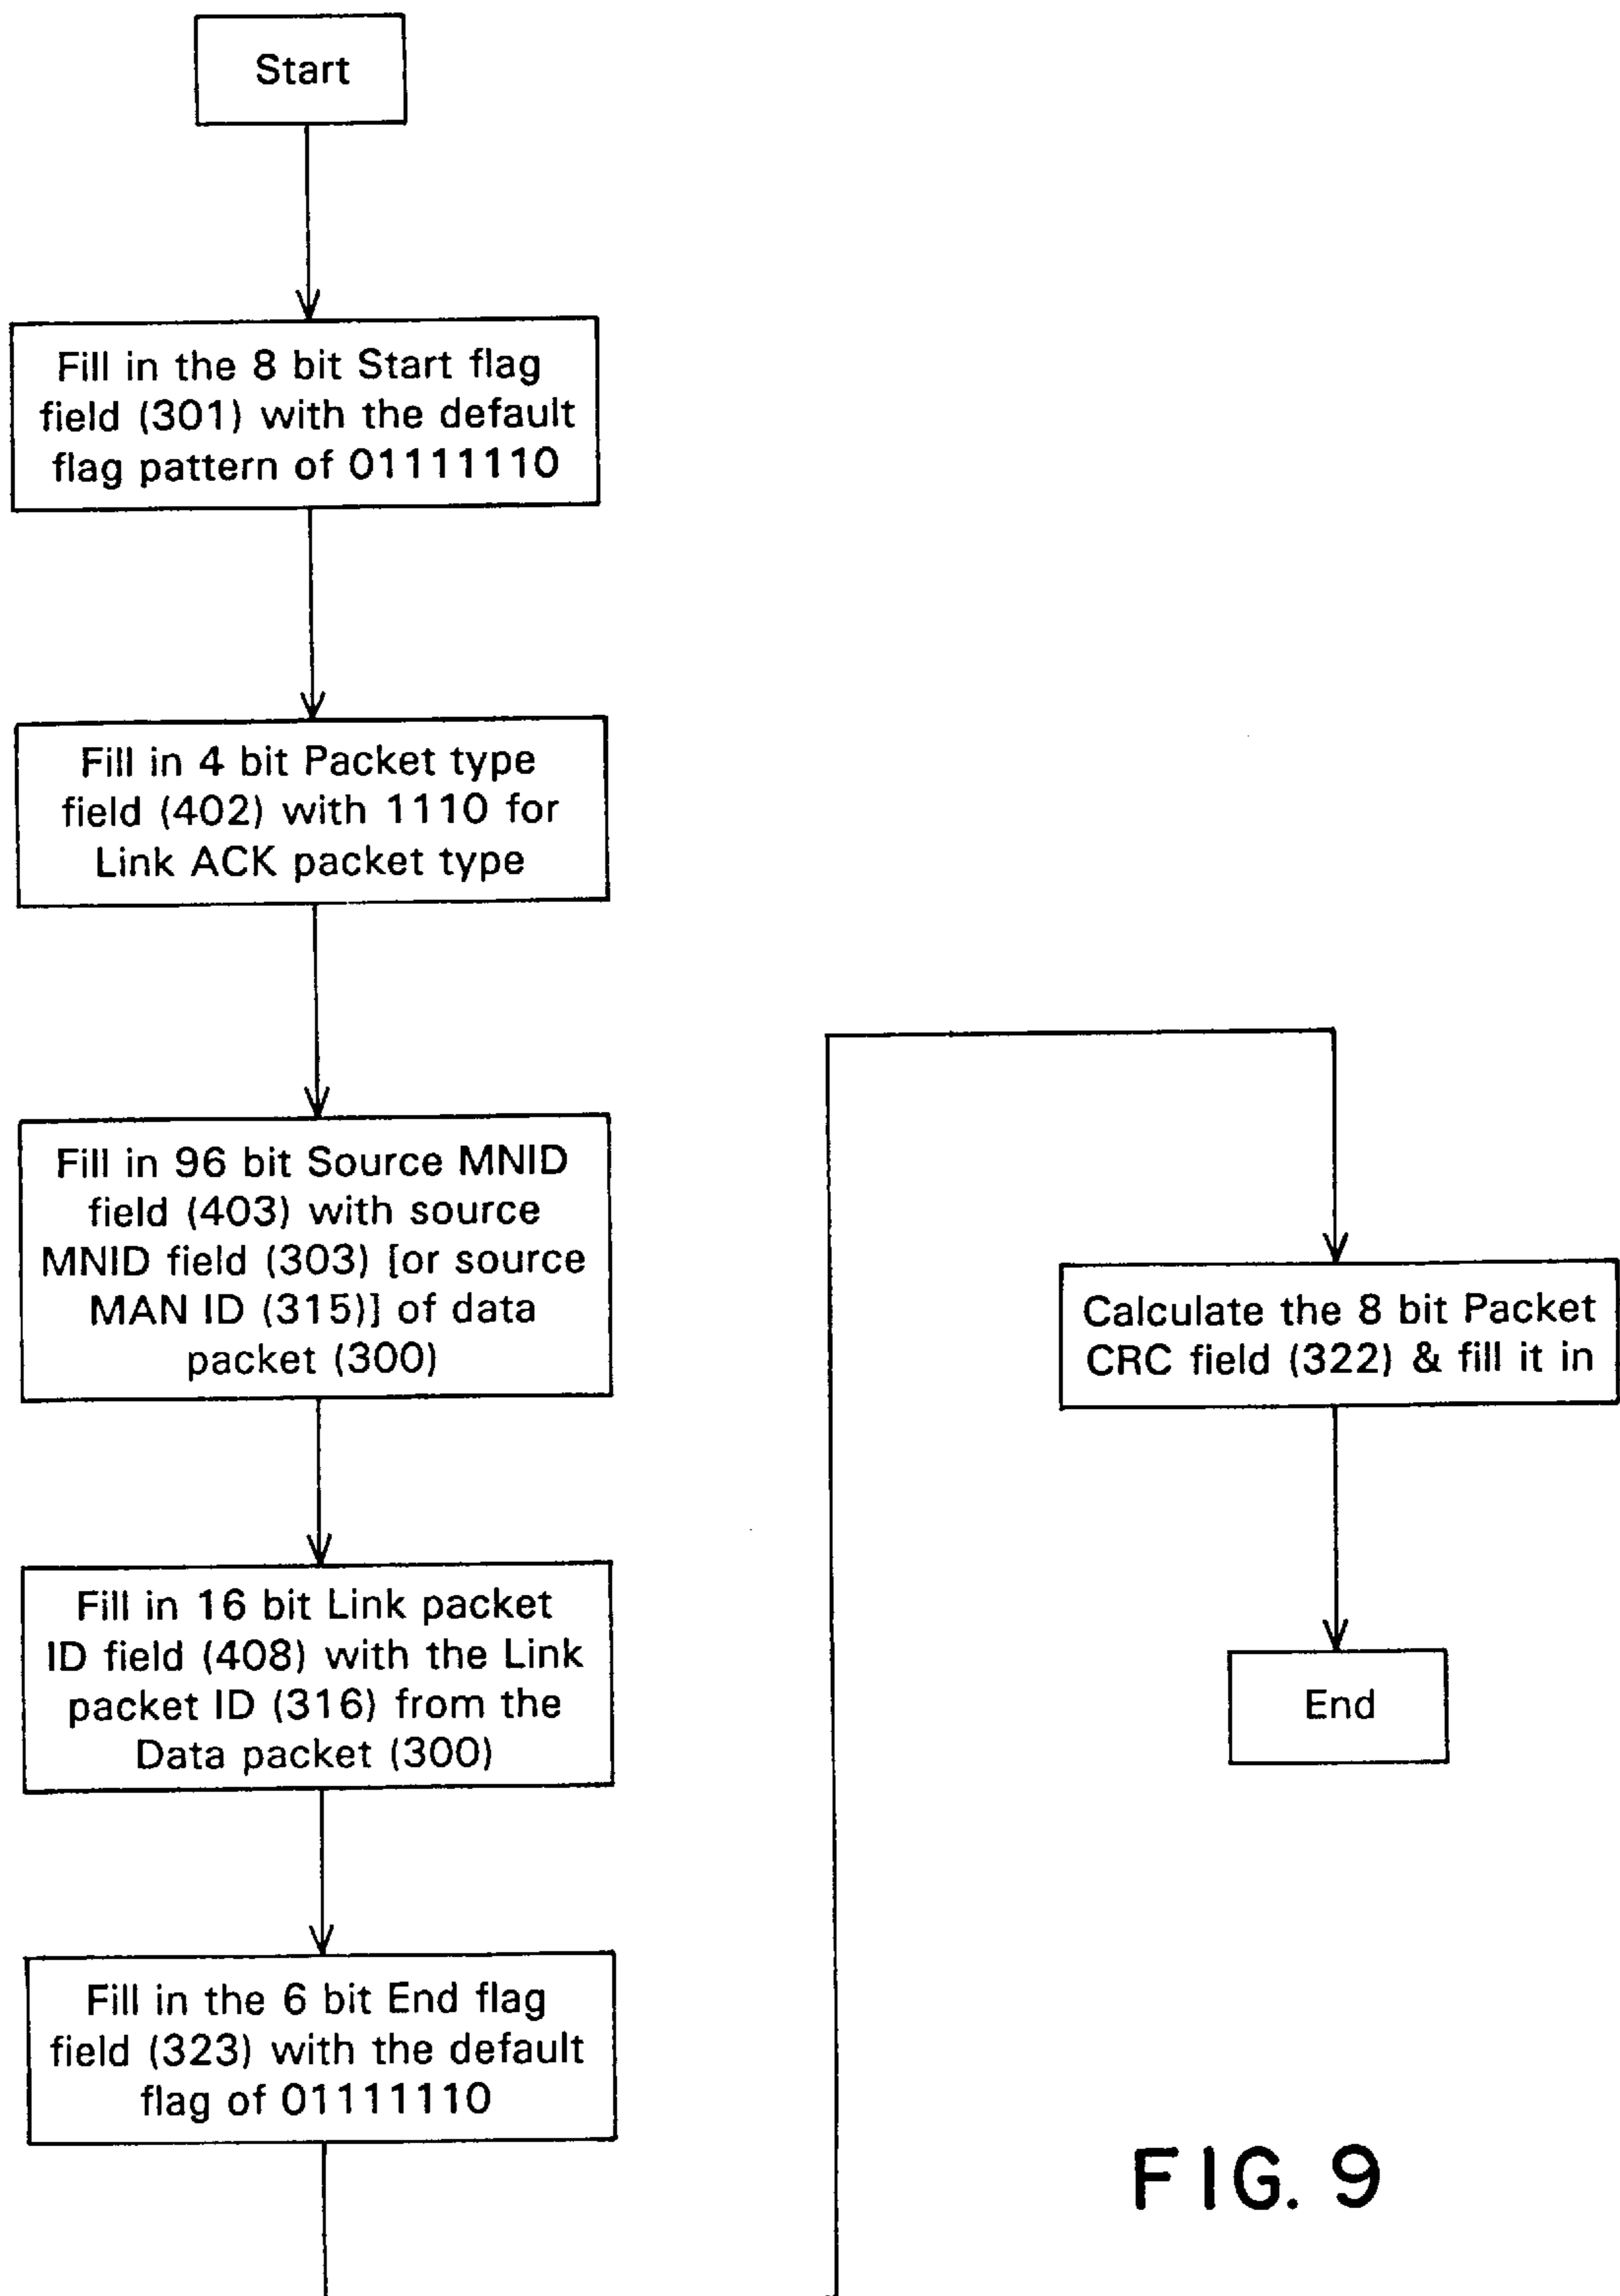 Start
Fill in the 8 bit Start flag
field (301) with the default
flag pattern of 01111110
Fill in 4 bit Packet type
field (402) with 1110 for
Link ACK packet type
Fill in 96 bit Source MNID
field (403) with source
MNID field (303) [or source
MAN ID (315)] of data
packet (300)
Fill in 16 bit Link packet
ID field (408) with the Link
packet ID (316) from the
Data packet (300)
Fill in the 6 bit End flag
field (323) with the default
flag of 01111110
Calculate the 8 bit Packet
CRC field (322) & fill it in
End
FIG. 9